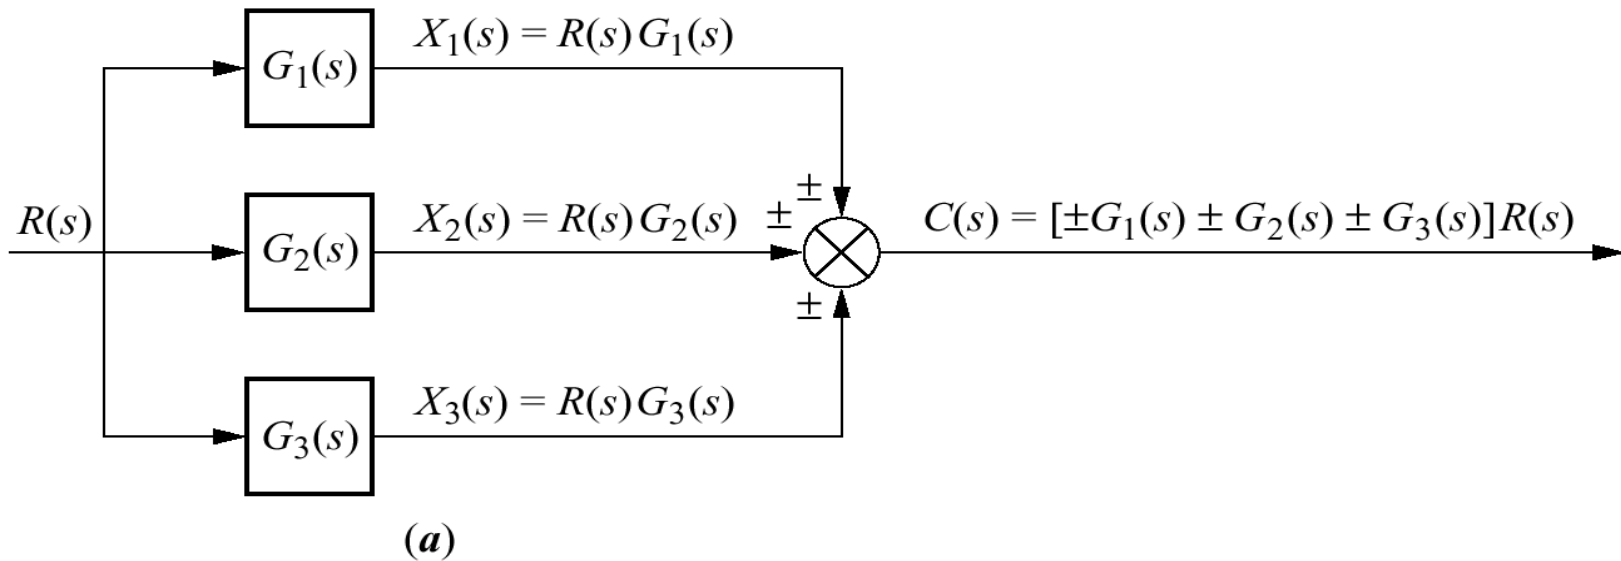 G₁(s) X₁(s) = R(s)G₁(s)
±
R(s) G₂(s) X₂(s) = R(s)G₂(s) ± C(s) = [±G₁(s) ± G₂(s) ± G₃(s)]R(s)
±
G₃(s) X₃(s) = R(s)G₃(s)
(a)